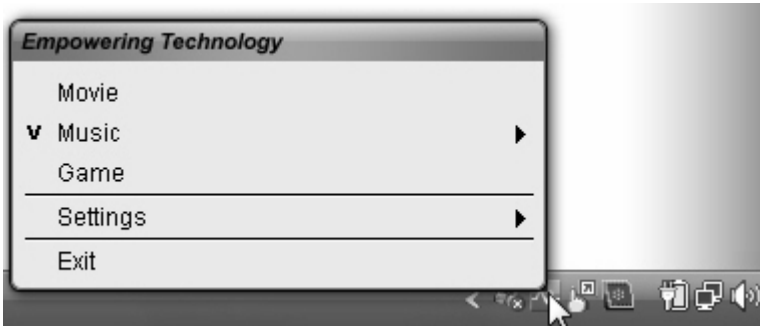 Empowering Technology
Movie
v Music
Game
Settings
Exit